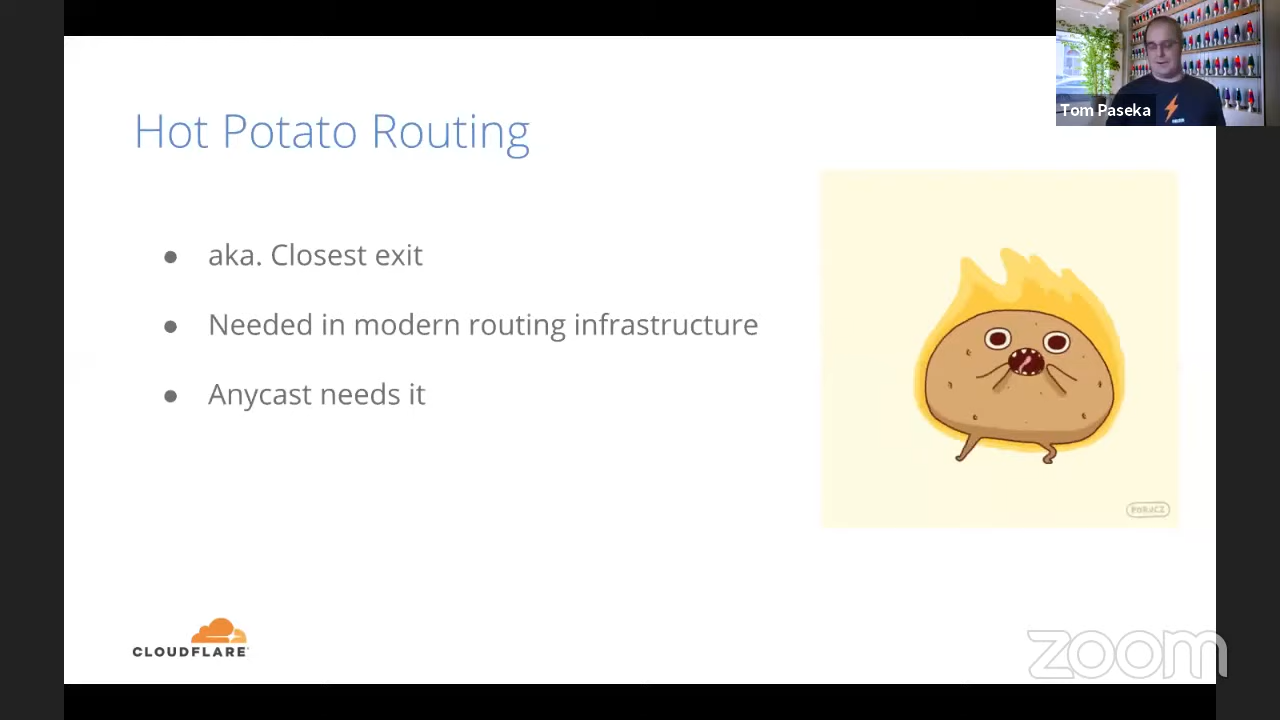 Tom Paseka
Hot Potato Routing
aka. Closest exit
Needed in modern routing infrastructure
Anycast needs it
CLOUDFLARE
zoom